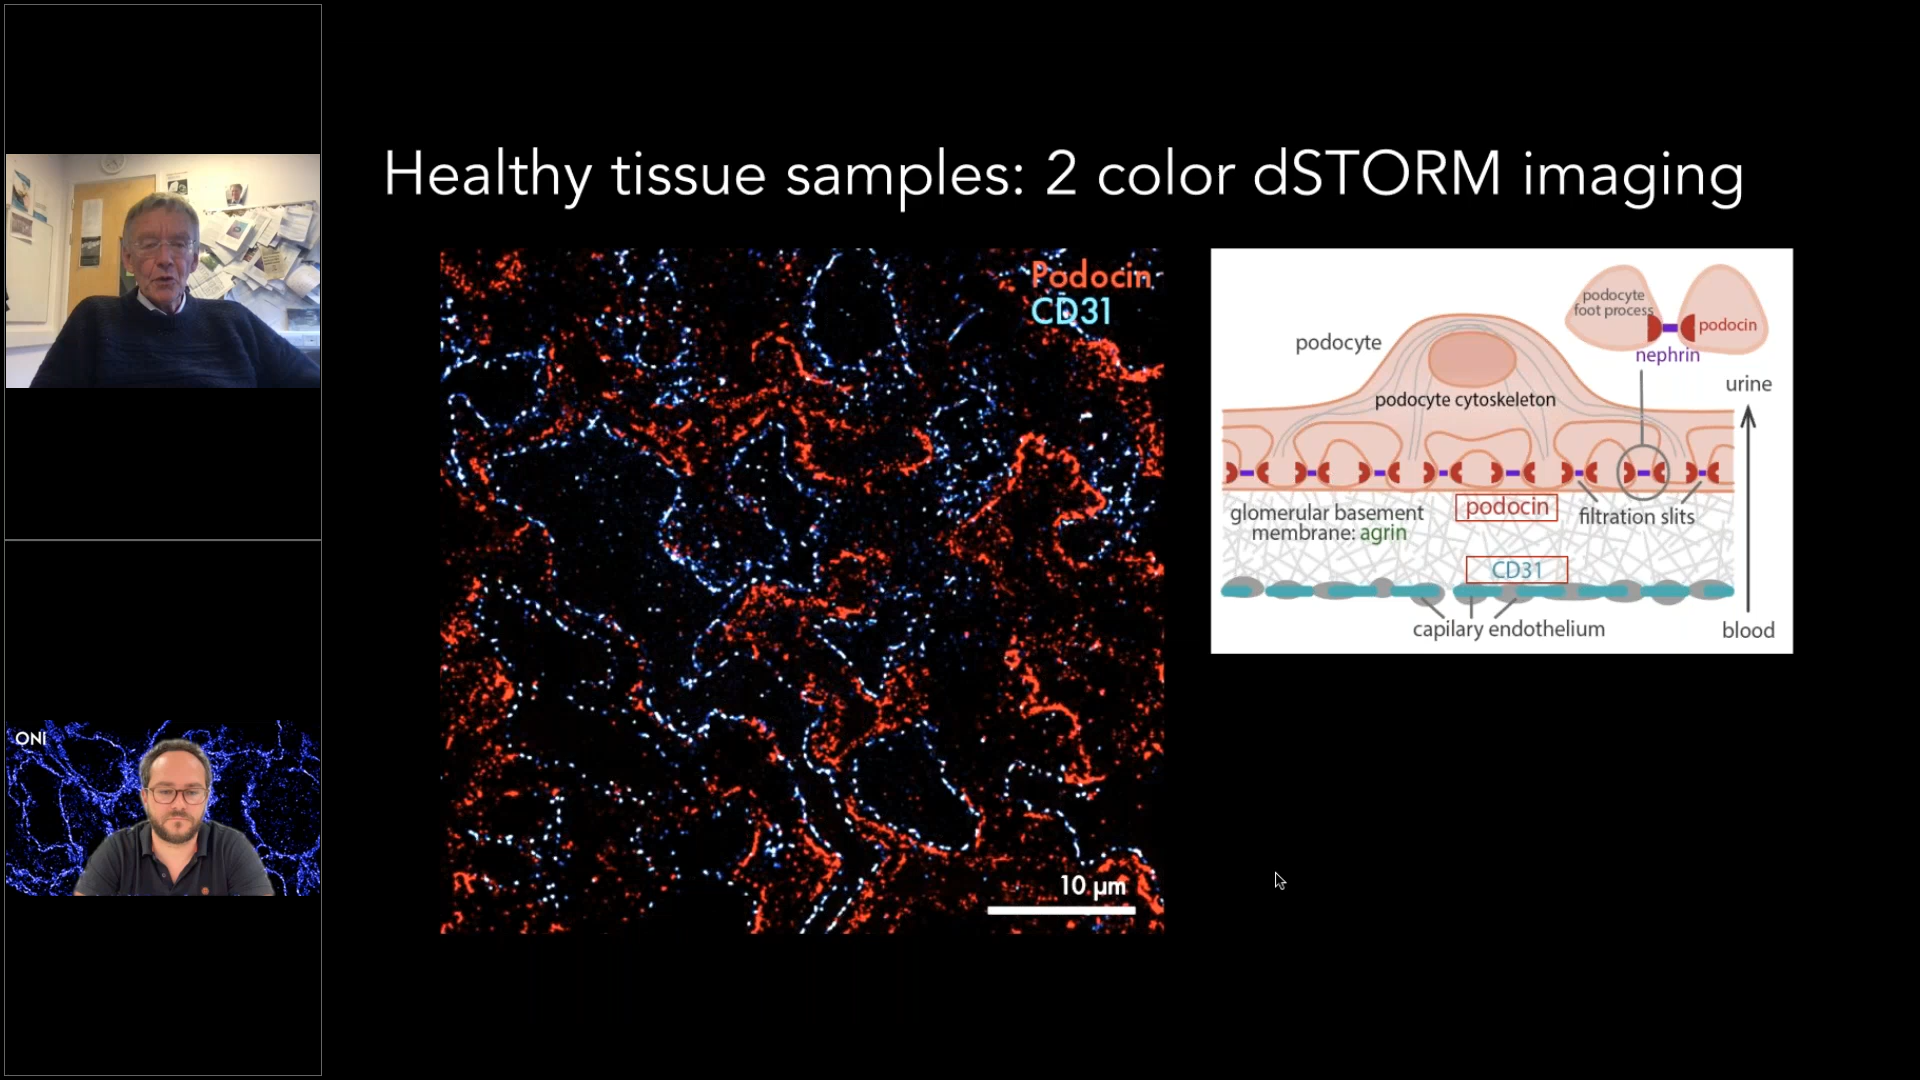 Healthy tissue samples: 2 color dSTORM imaging
Podocin
CD31
10 µm
podocyte
foot process
podocin
nephrin
podocyte
urine
podocyte cytoskeleton
podocin
glomerular basement
membrane: agrin
filtration slits
CD31
capilary endothelium
blood
ONI